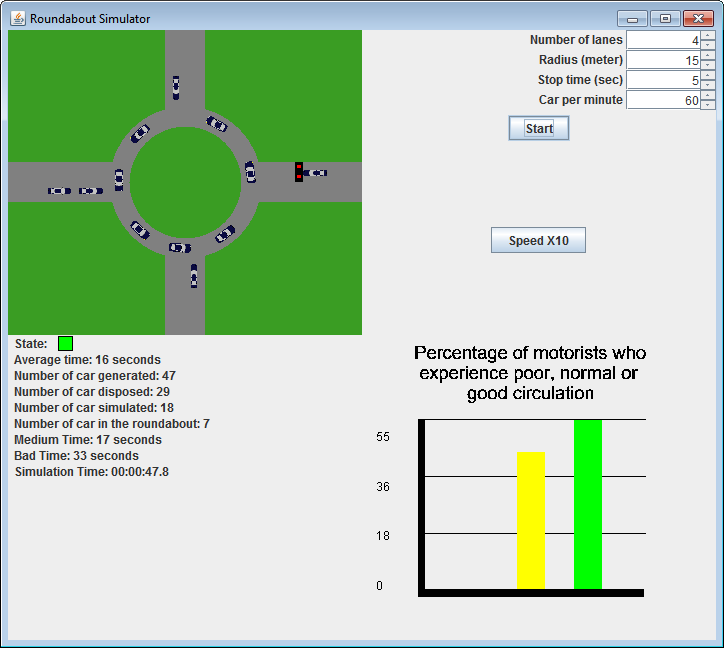 Roundabout Simulator
Number of lanes 4
Radius (meter) 15
Stop time (sec) 5
Car per minute 60
Start
Speed X10
State:
Average time: 16 seconds
Number of car generated: 47
Number of car disposed: 29
Number of car simulated: 18
Number of car in the roundabout: 7
Medium Time: 17 seconds
Bad Time: 33 seconds
Simulation Time: 00:00:47.8
Percentage of motorists who
experience poor, normal or
good circulation
55
36
18
0